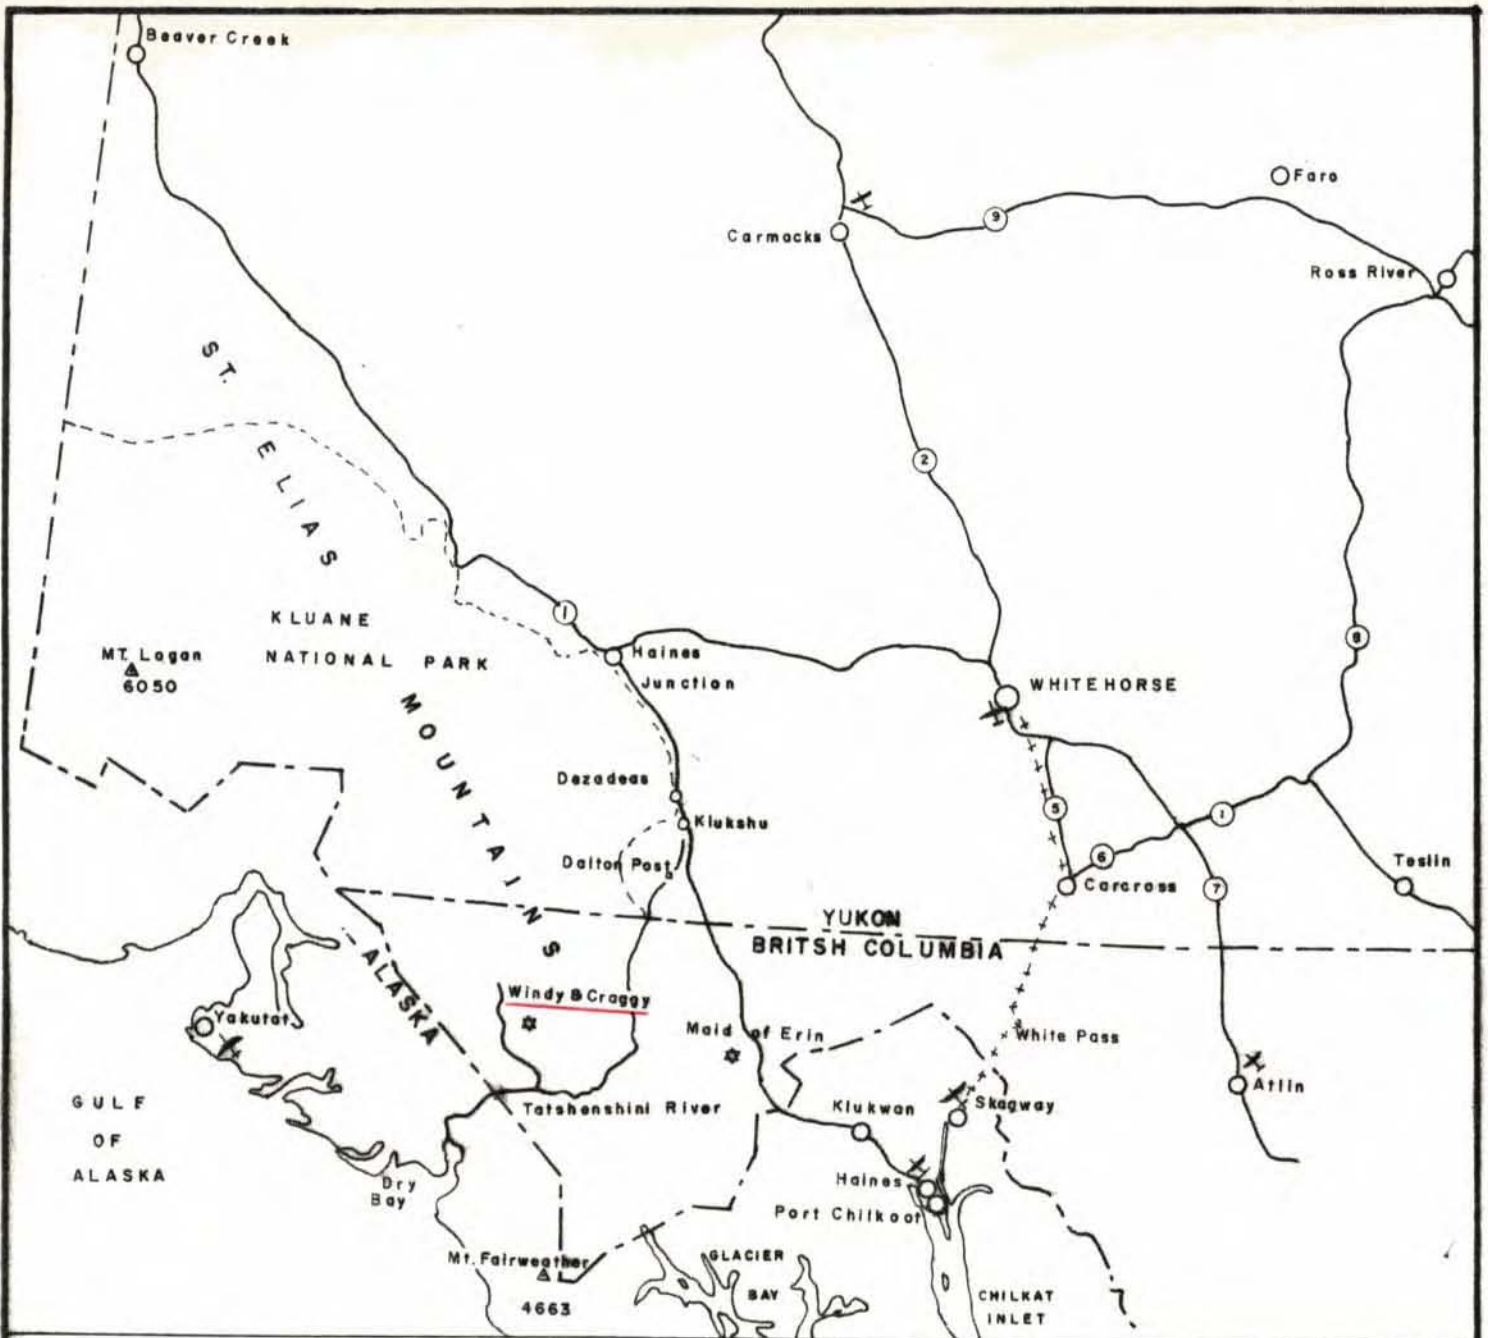 Beaver Creek
Faro
9
Carmacks
Ross River
ST.
ELIAS
MOUNTAINS
2
1
KLUANE
NATIONAL PARK
MT. Logan
6050
Haines
Junction
8
WHITEHORSE
Dezadeas
Klukshu
5
1
6
Dalton Post
Teslin
Carcross
7
YUKON
BRITSH COLUMBIA
ALASKA
Windy & Craggy
Yakutat
Maid of Erin
White Pass
Atlin
GULF
OF
ALASKA
Tatshenshini River
Klukwan
Skagway
Dry
Bay
Haines
Port Chilkoot
Mt. Fairweather
4663
GLACIER
BAY
CHILKAT
INLET